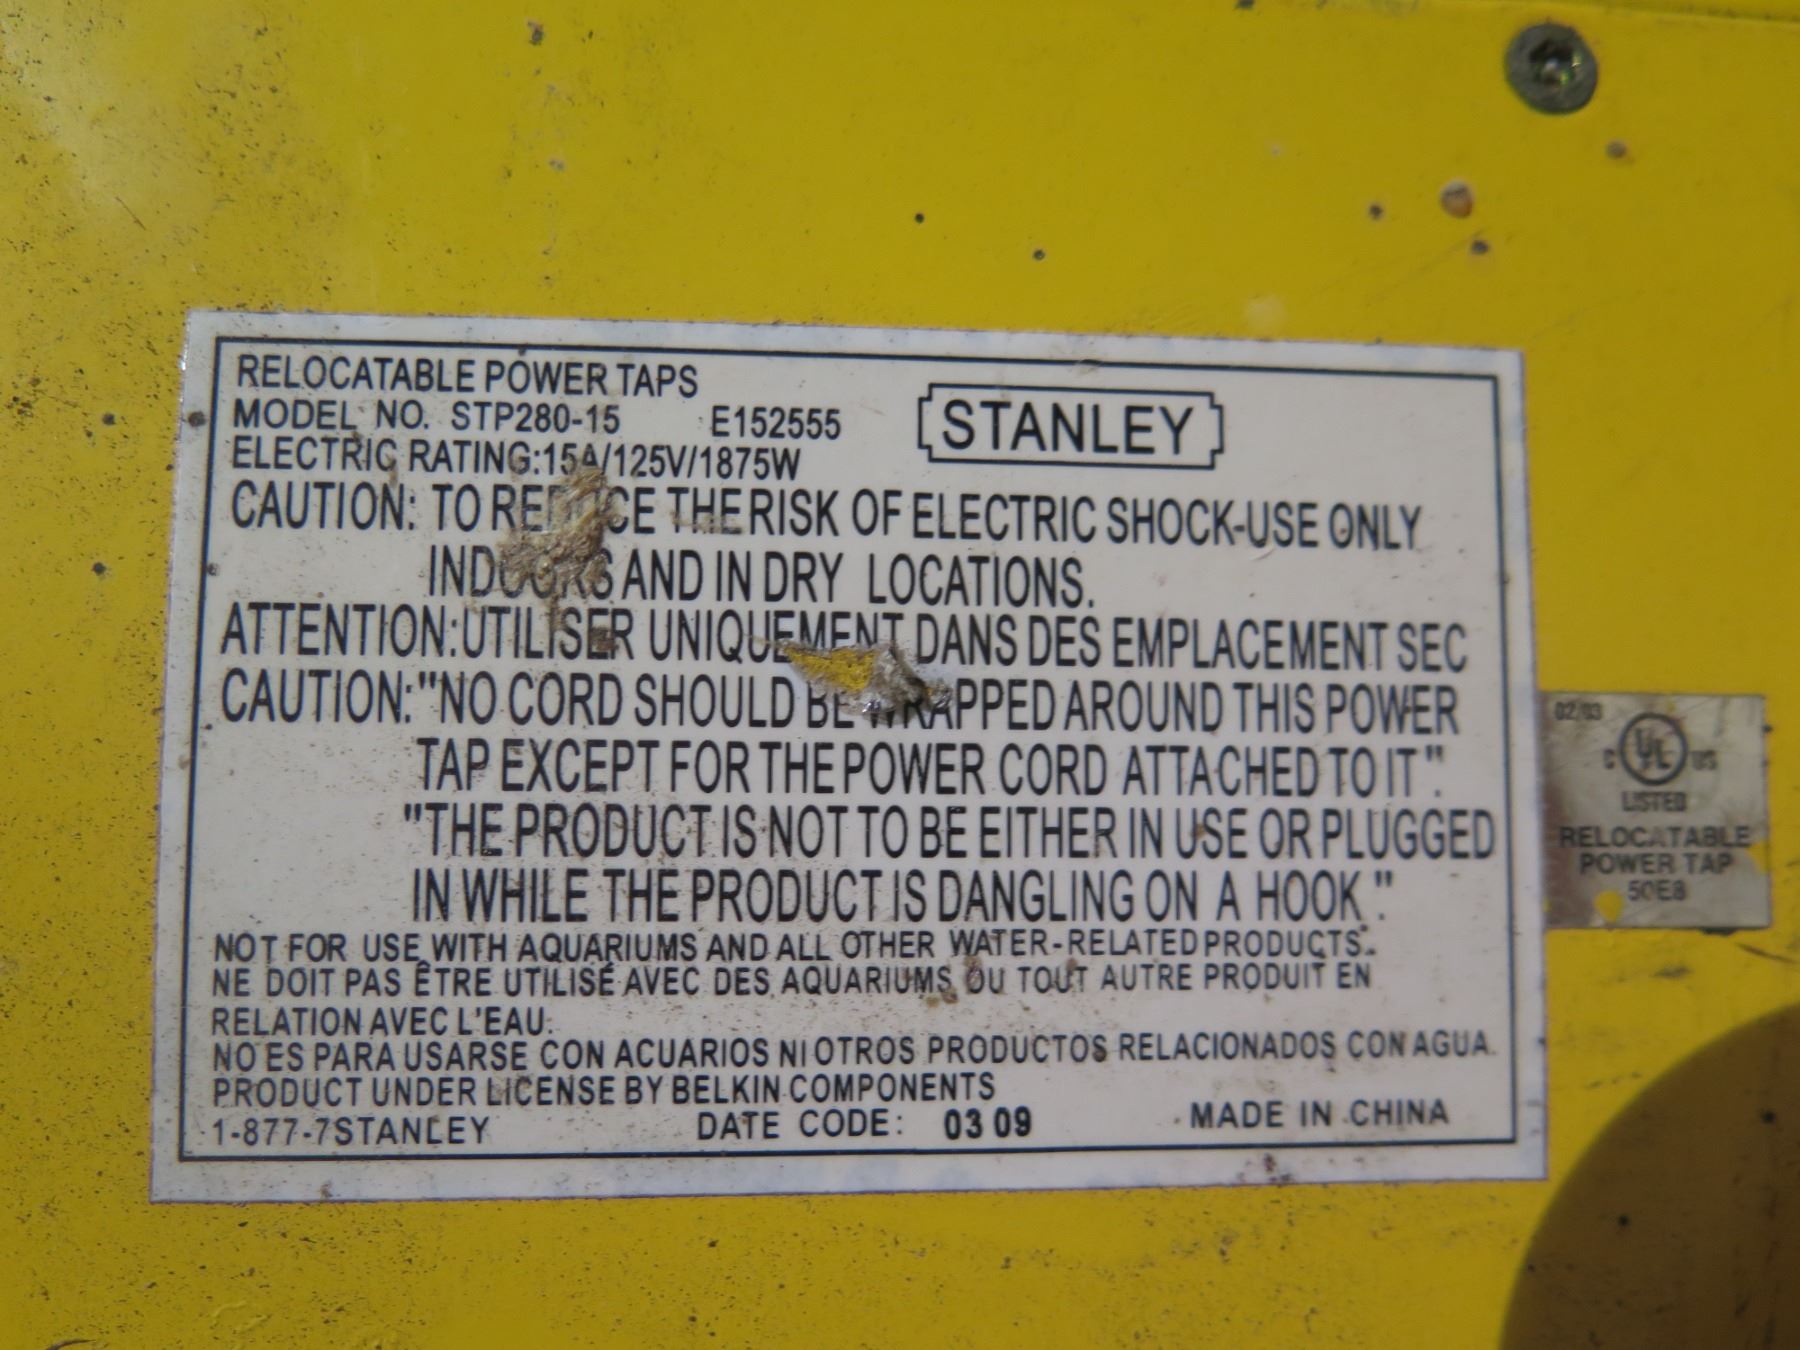 RELOCATABLE POWER TAPS
MODEL NO. STP280-15 E152555
STANLEY
ELECTRIC RATING:15A/125V/1875W
CAUTION: TO REDUCE THE RISK OF ELECTRIC SHOCK-USE ONLY
INDOORS AND IN DRY LOCATIONS.
ATTENTION:UTILISER UNIQUEMENT DANS DES EMPLACEMENT SEC
CAUTION:"NO CORD SHOULD BE WRAPPED AROUND THIS POWER
TAP EXCEPT FOR THE POWER CORD ATTACHED TO IT".
"THE PRODUCT IS NOT TO BE EITHER IN USE OR PLUGGED
IN WHILE THE PRODUCT IS DANGLING ON A HOOK".
NOT FOR USE WITH AQUARIUMS AND ALL OTHER WATER-RELATED PRODUCTS.
NE DOIT PAS ÊTRE UTILISÉ AVEC DES AQUARIUMS OU TOUT AUTRE PRODUIT EN
RELATION AVEC L'EAU.
NO ES PARA USARSE CON ACUARIOS NI OTROS PRODUCTOS RELACIONADOS CON AGUA.
PRODUCT UNDER LICENSE BY BELKIN COMPONENTS
1-877-7STANLEY DATE CODE: 03 09 MADE IN CHINA
C UL US
LISTED
RELOCATABLE
POWER TAP
50E8